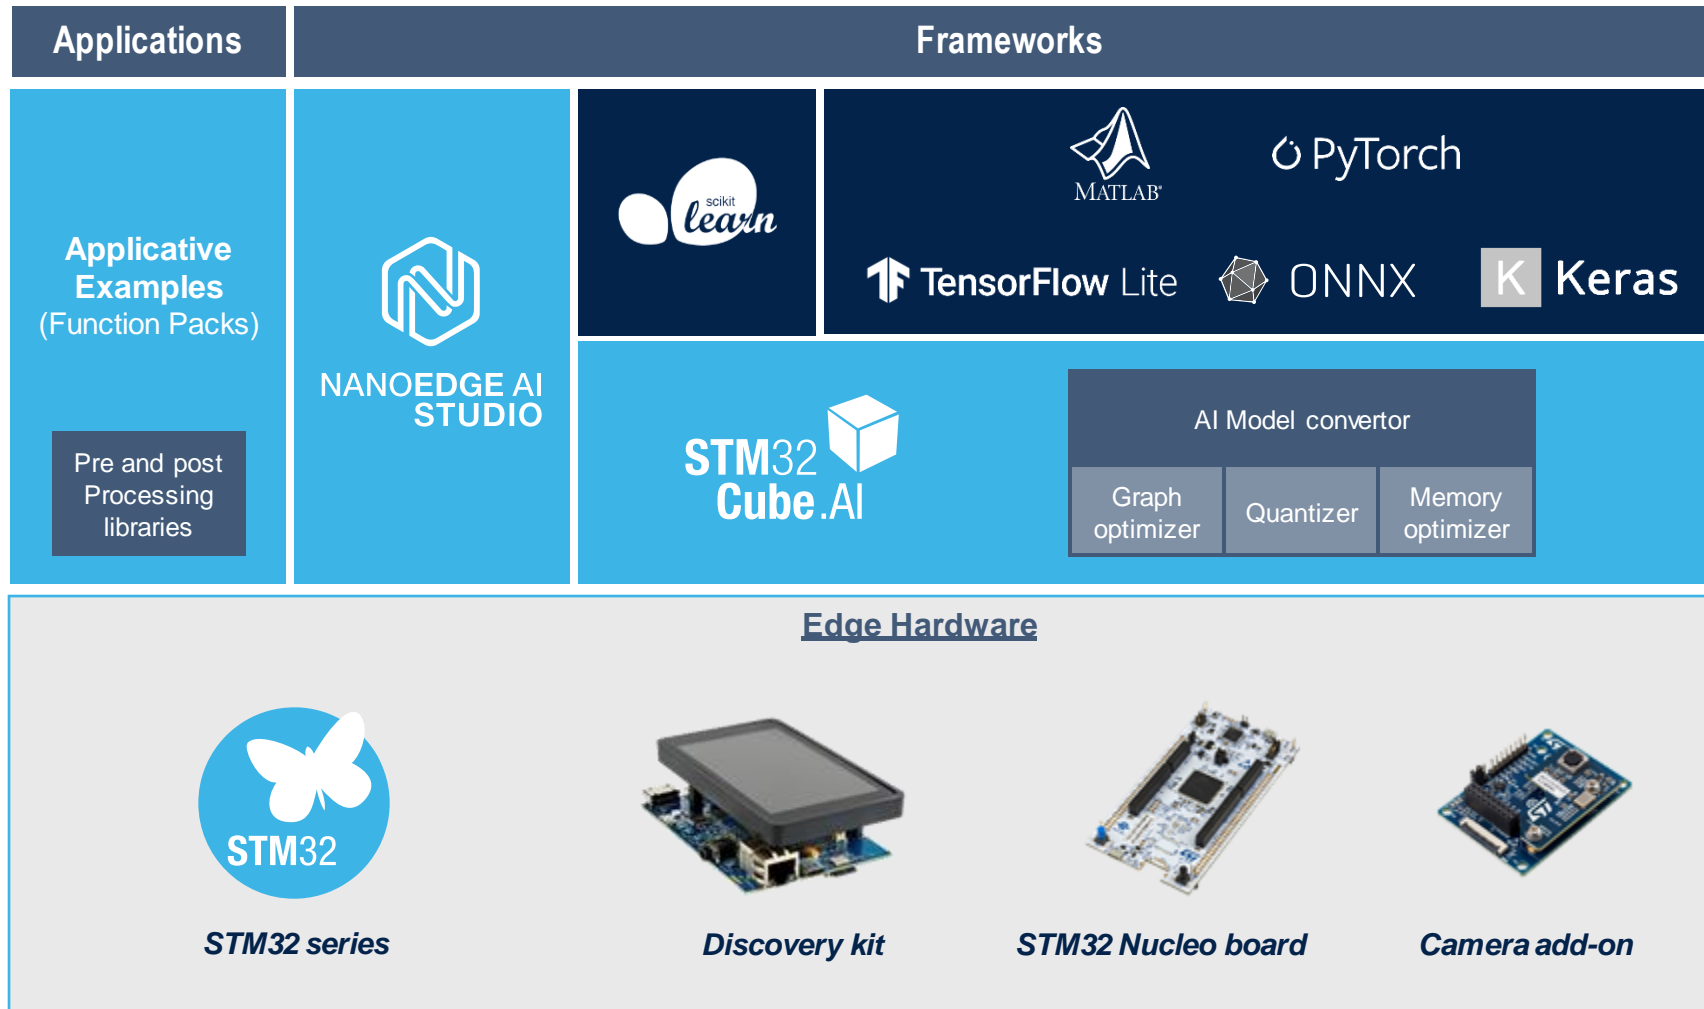 Applications
Frameworks
Applicative
Examples
(Function Packs)
Pre and post
Processing
libraries
NANOEDGE AI
STUDIO
scikit
learn
MATLAB®
PyTorch
TensorFlow Lite
ONNX
K Keras
STM32
Cube.AI
AI Model convertor
Graph
optimizer
Quantizer
Memory
optimizer
Edge Hardware
STM32
STM32 series
Discovery kit
STM32 Nucleo board
Camera add-on